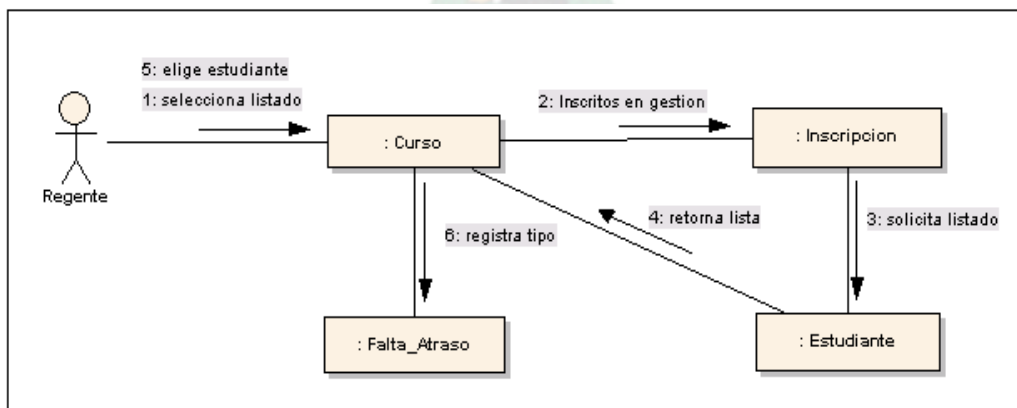 5: elige estudiante
1: selecciona listado
2: Inscritos en gestion
: Curso
: Inscripcion
Regente
4: retorna lista
3: solicita listado
6: registra tipo
: Falta_Atraso
: Estudiante